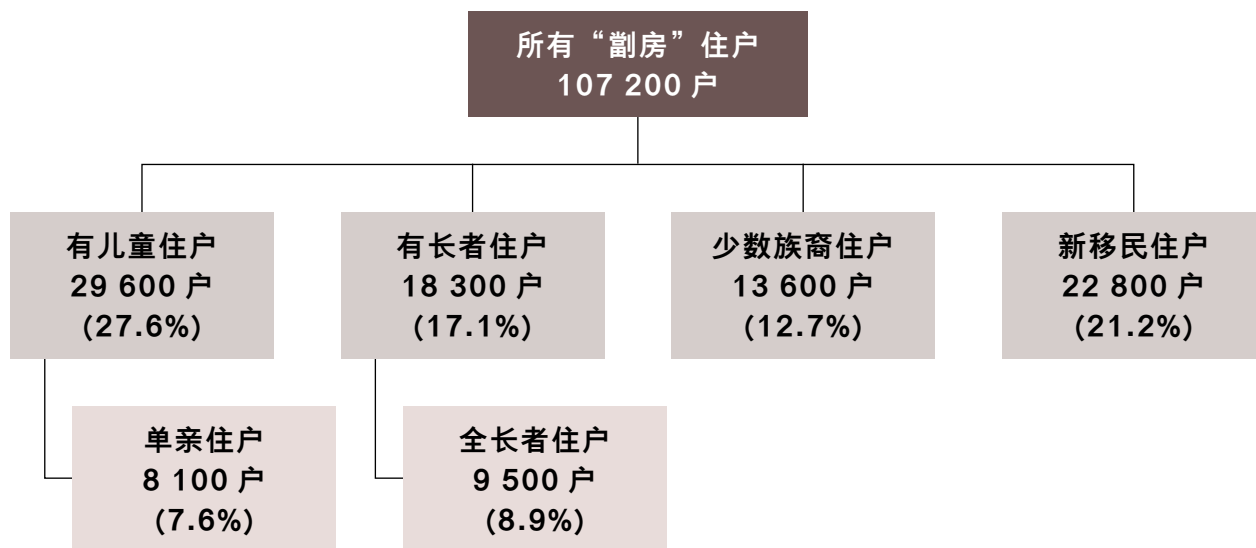 所有“劏房”住户
107 200 户
有儿童住户
29 600 户
(27.6%)
有长者住户
18 300 户
(17.1%)
少数族裔住户
13 600 户
(12.7%)
新移民住户
22 800 户
(21.2%)
单亲住户
8 100 户
(7.6%)
全长者住户
9 500 户
(8.9%)